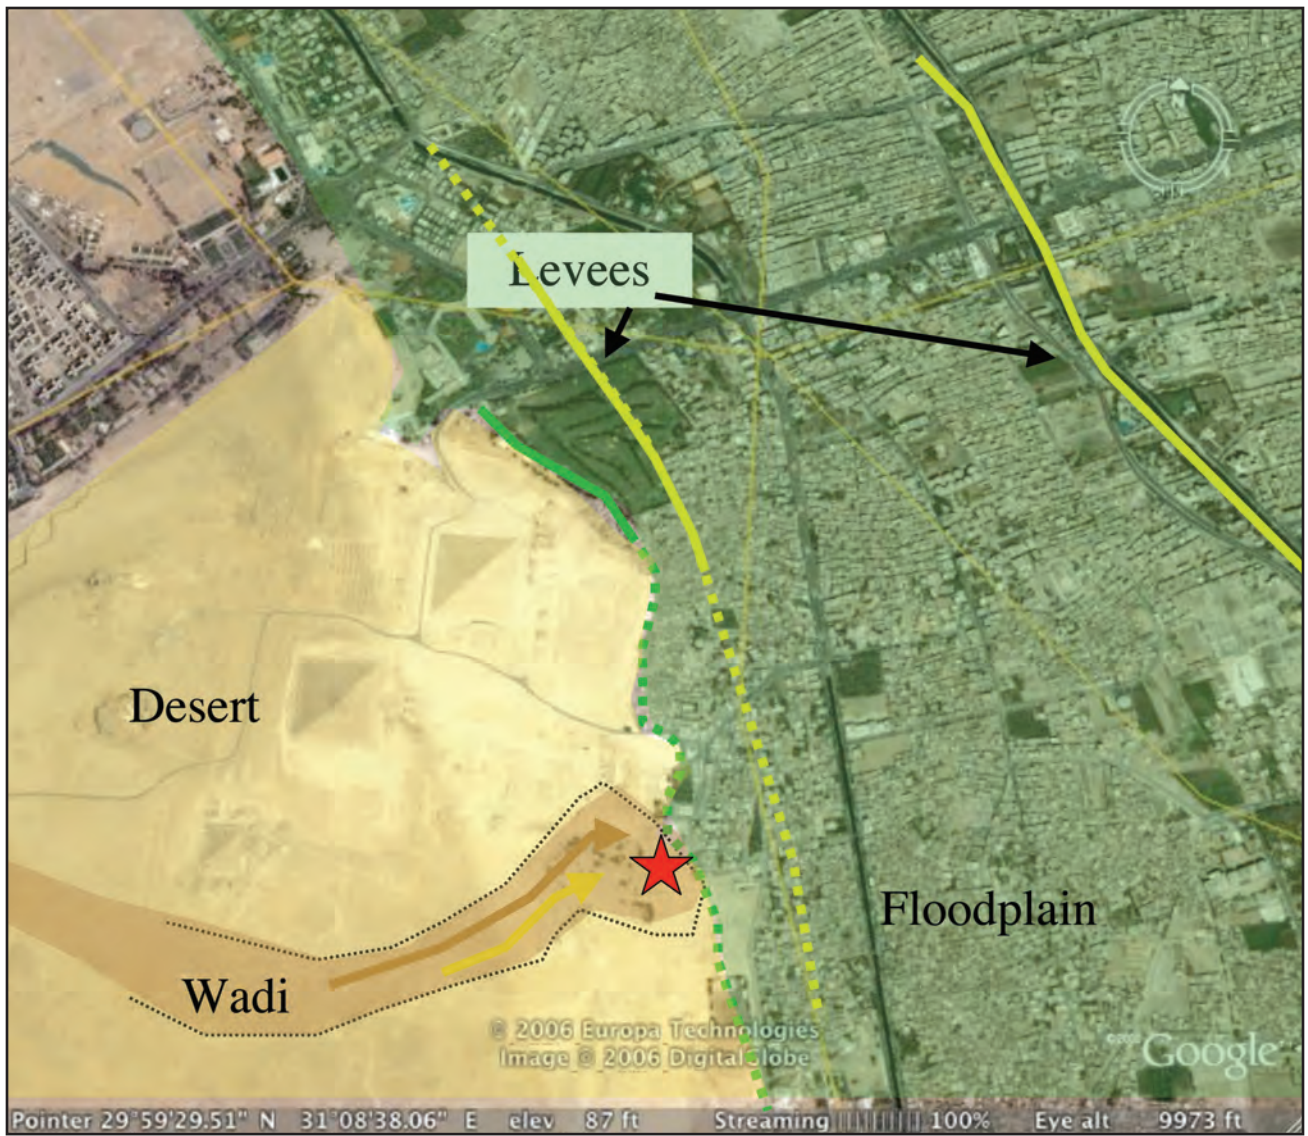 Levees
Desert
Floodplain
Wadi
© 2006 Europa Technologies
Image © 2006 DigitalGlobe
Google
Pointer 29°59'29.51" N 31°08'38.06" E elev 87 ft Streaming 100% Eye alt 9973 ft